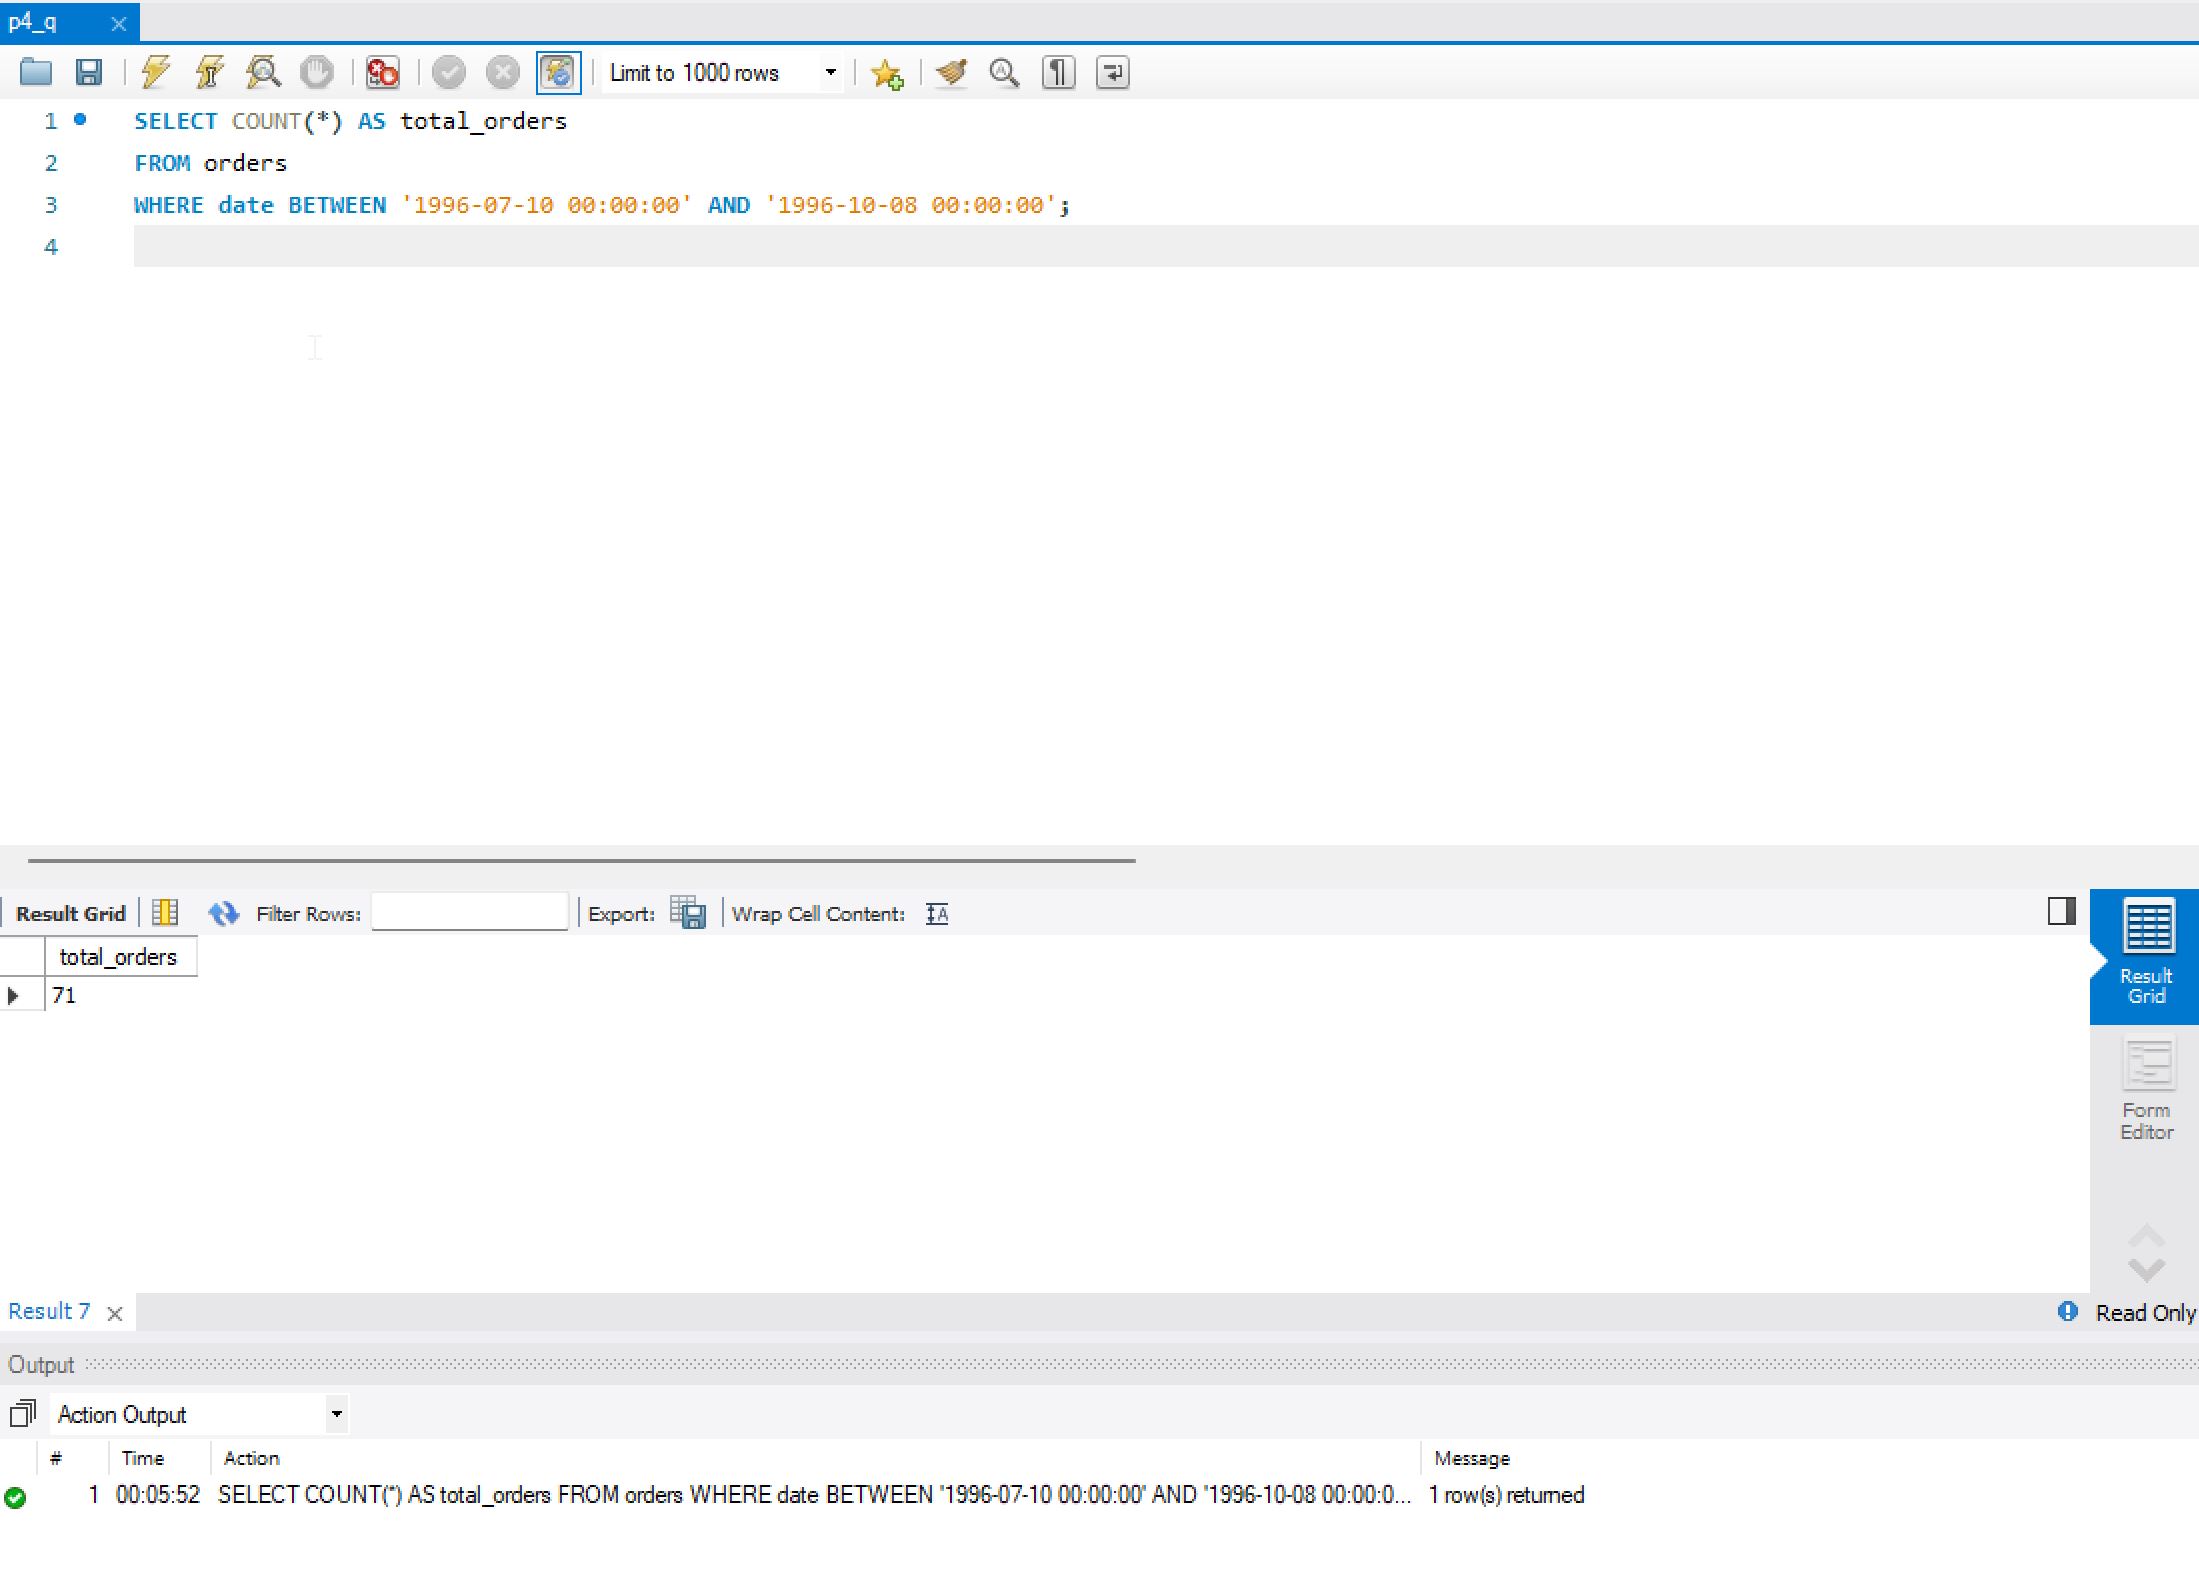 p4_q
Limit to 1000 rows
1 SELECT COUNT(*) AS total_orders
2 FROM orders
3 WHERE date BETWEEN '1996-07-10 00:00:00' AND '1996-10-08 00:00:00';
4
Result Grid Filter Rows: Export: Wrap Cell Content:
total_orders
71
Result
Grid
Form
Editor
Result 7 Read Only
Output
Action Output
# Time Action Message
1 00:05:52 SELECT COUNT(*) AS total_orders FROM orders WHERE date BETWEEN '1996-07-10 00:00:00' AND '1996-10-08 00:00:0... 1 row(s) returned